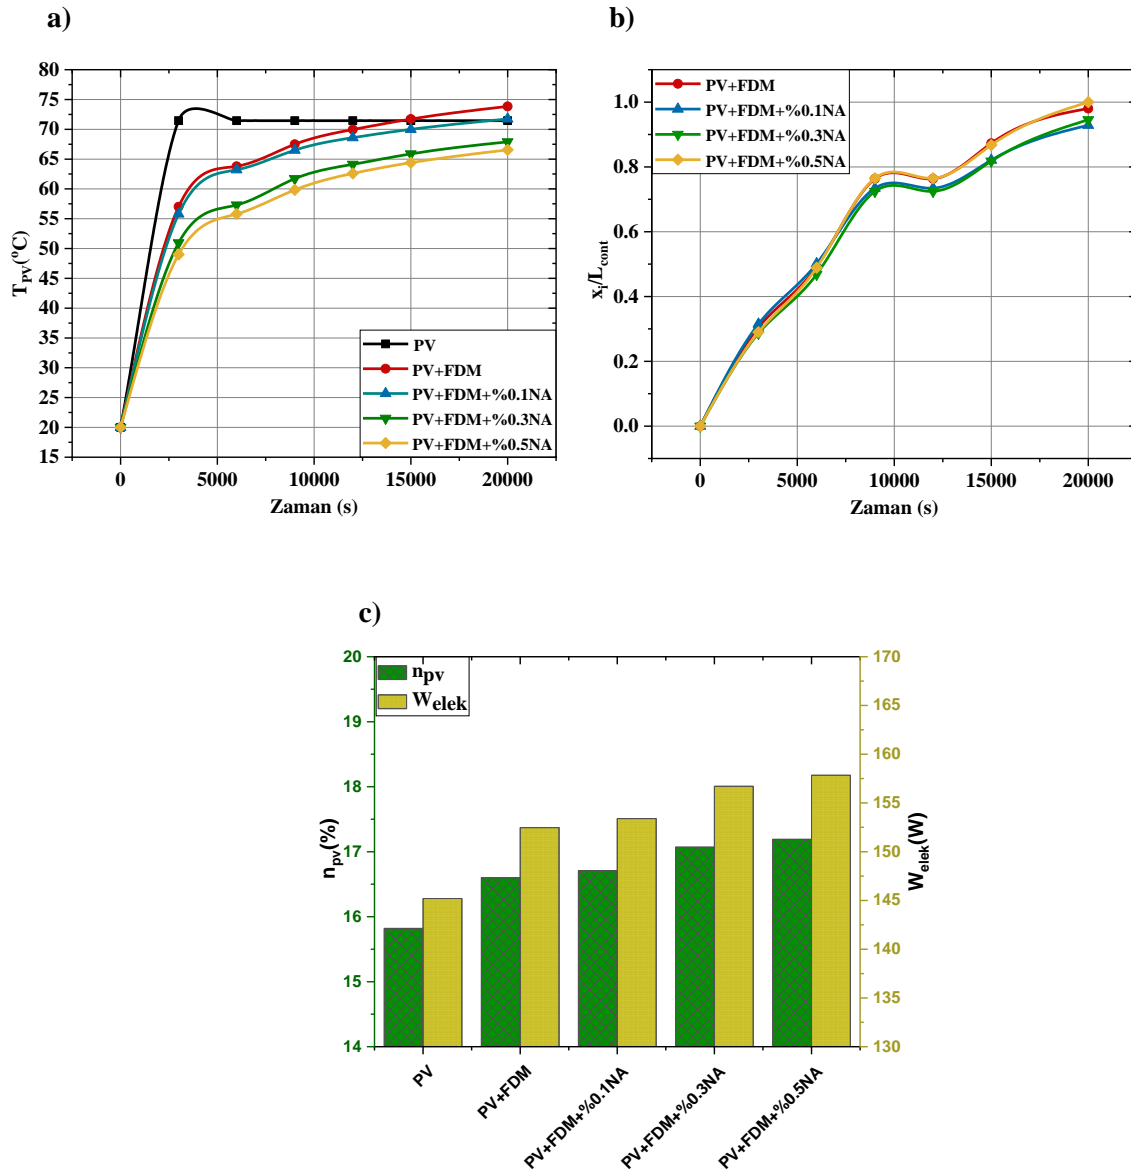 a)
80
75
70
65
60
55
50
45
40
35
30
25
20
15
T_PV(ºC)
PV
PV+FDM
PV+FDM+%0.1NA
PV+FDM+%0.3NA
PV+FDM+%0.5NA
0 5000 10000 15000 20000
Zaman (s)
b)
1.0
0.8
0.6
0.4
0.2
0.0
x_i/L_cont
PV+FDM
PV+FDM+%0.1NA
PV+FDM+%0.3NA
PV+FDM+%0.5NA
0 5000 10000 15000 20000
Zaman (s)
c)
20
19
18
17
16
15
14
n_pv(%)
n_pv
W_elek
170
165
160
155
150
145
140
135
130
W_elek(W)
PV
PV+FDM
PV+FDM+%0.1NA
PV+FDM+%0.3NA
PV+FDM+%0.5NA